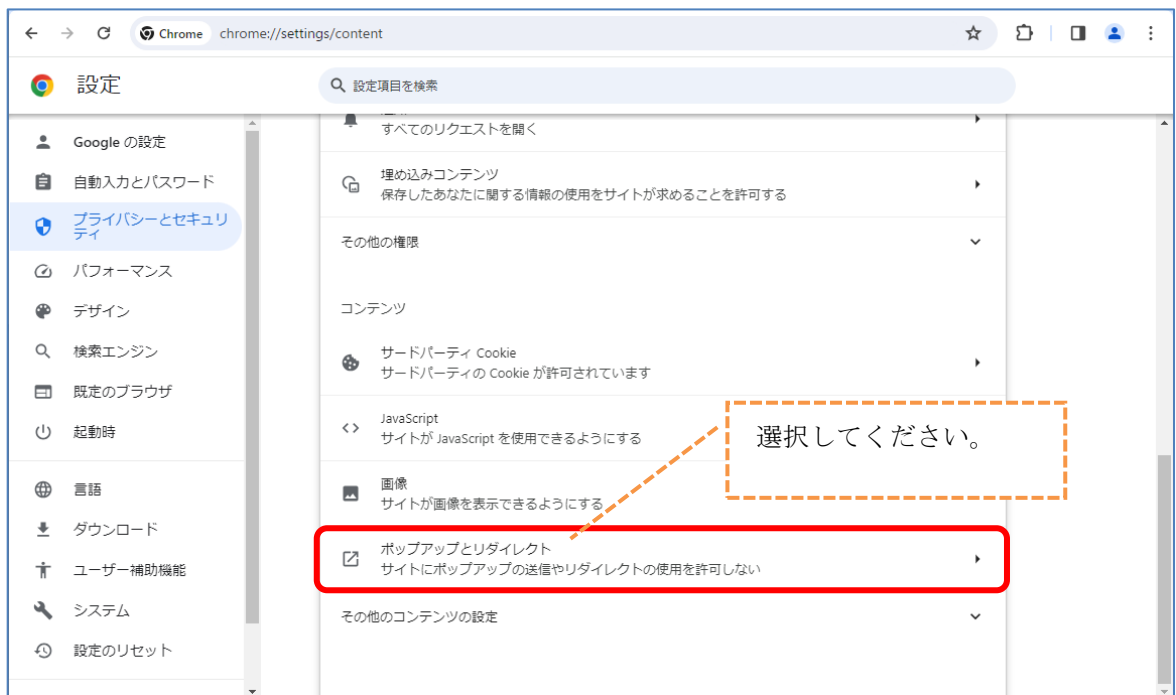 Chrome chrome://settings/content
設定
設定項目を検索
Google の設定
自動入力とパスワード
プライバシーとセキュリ
ティ
パフォーマンス
デザイン
検索エンジン
既定のブラウザ
起動時
言語
ダウンロード
ユーザー補助機能
システム
設定のリセット
すべてのリクエストを開く
埋め込みコンテンツ
保存したあなたに関する情報の使用をサイトが求めることを許可する
その他の権限
コンテンツ
サードパーティ Cookie
サードパーティの Cookie が許可されています
JavaScript
サイトが JavaScript を使用できるようにする
選択してください。
画像
サイトが画像を表示できるようにする
ポップアップとリダイレクト
サイトにポップアップの送信やリダイレクトの使用を許可しない
その他のコンテンツの設定